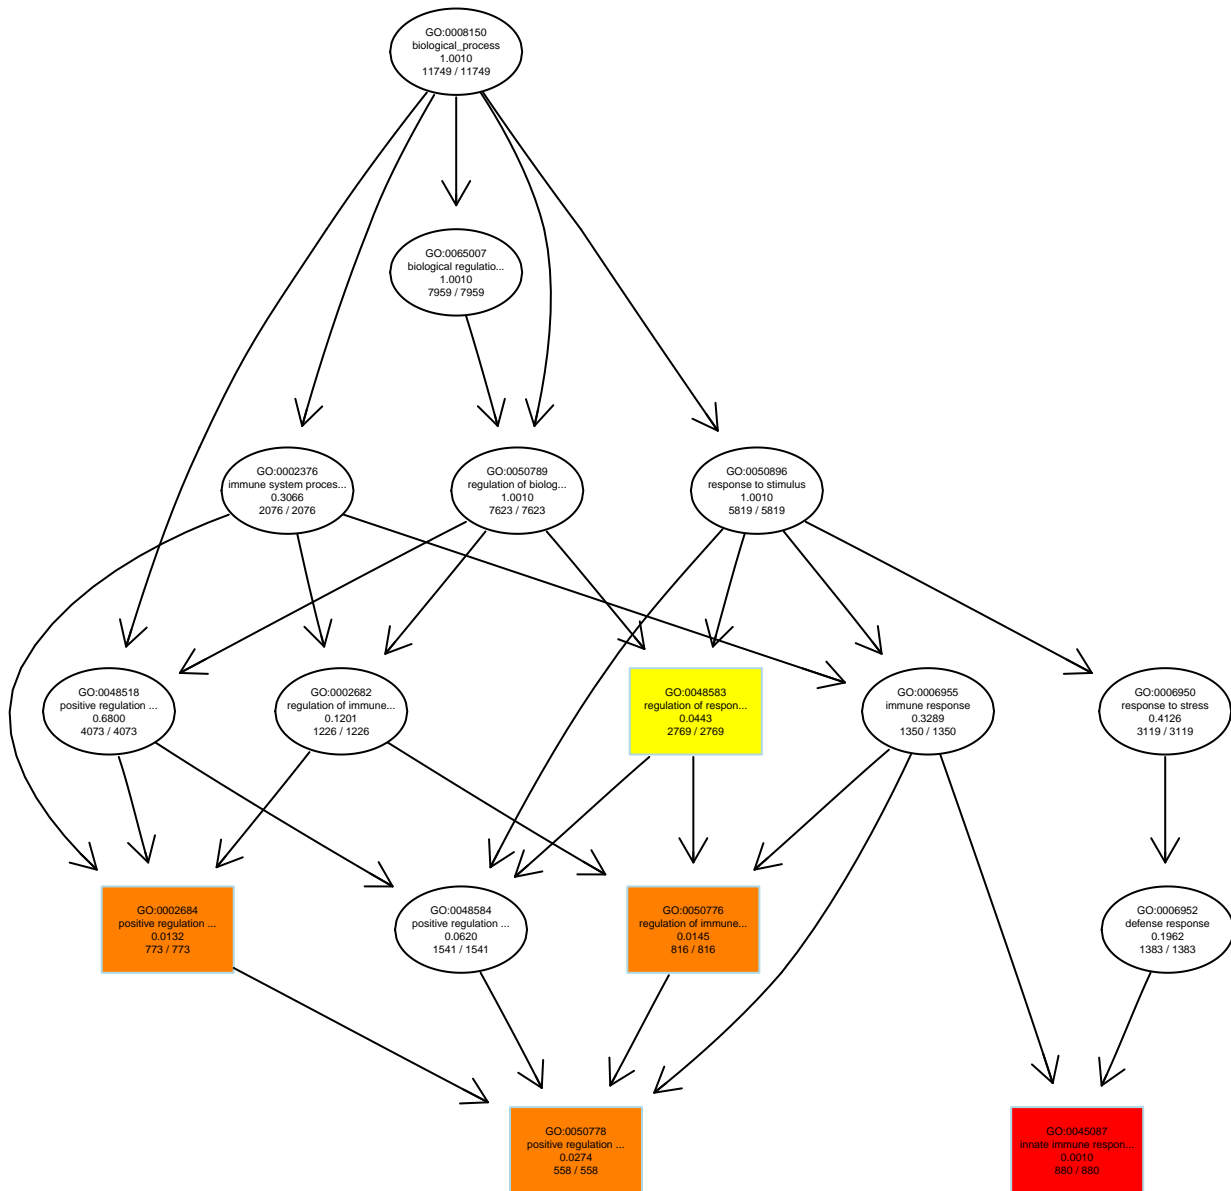 GO:0008150
biological_process
1.0010
11749 / 11749
GO:0065007
biological regulatio...
1.0010
7959 / 7959
GO:0002376
immune system proces...
0.3066
2076 / 2076
GO:0050789
regulation of biolog...
1.0010
7623 / 7623
GO:0050896
response to stimulus
1.0010
5819 / 5819
GO:0048518
positive regulation ...
0.6800
4073 / 4073
GO:0002682
regulation of immune...
0.1201
1226 / 1226
GO:0048583
regulation of respon...
0.0443
2769 / 2769
GO:0006955
immune response
0.3289
1350 / 1350
GO:0006950
response to stress
0.4126
3119 / 3119
GO:0002684
positive regulation ...
0.0132
773 / 773
GO:0048584
positive regulation ...
0.0620
1541 / 1541
GO:0050776
regulation of immune...
0.0145
816 / 816
GO:0006952
defense response
0.1962
1383 / 1383
GO:0050778
positive regulation ...
0.0274
558 / 558
GO:0045087
innate immune respon...
0.0010
880 / 880